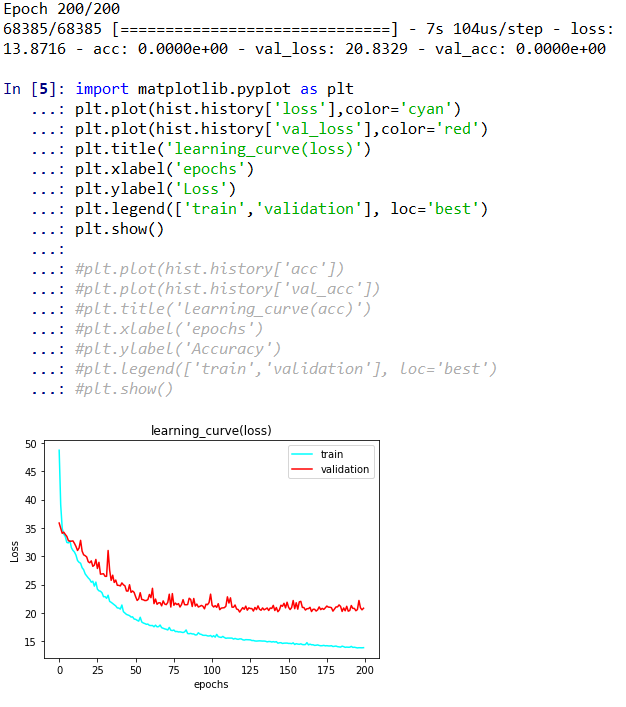 Epoch 200/200
68385/68385 [==============================] - 7s 104us/step - loss:
13.8716 - acc: 0.0000e+00 - val_loss: 20.8329 - val_acc: 0.0000e+00
In [5]: import matplotlib.pyplot as plt
...: plt.plot(hist.history['loss'],color='cyan')
...: plt.plot(hist.history['val_loss'],color='red')
...: plt.title('learning_curve(loss)')
...: plt.xlabel('epochs')
...: plt.ylabel('Loss')
...: plt.legend(['train','validation'], loc='best')
...: plt.show()
...:
...: #plt.plot(hist.history['acc'])
...: #plt.plot(hist.history['val_acc'])
...: #plt.title('learning_curve(acc)')
...: #plt.xlabel('epochs')
...: #plt.ylabel('Accuracy')
...: #plt.legend(['train','validation'], loc='best')
...: #plt.show()
learning_curve(loss)
50
45
40
35
30
25
20
15
Loss
train
validation
0 25 50 75 100 125 150 175 200
epochs